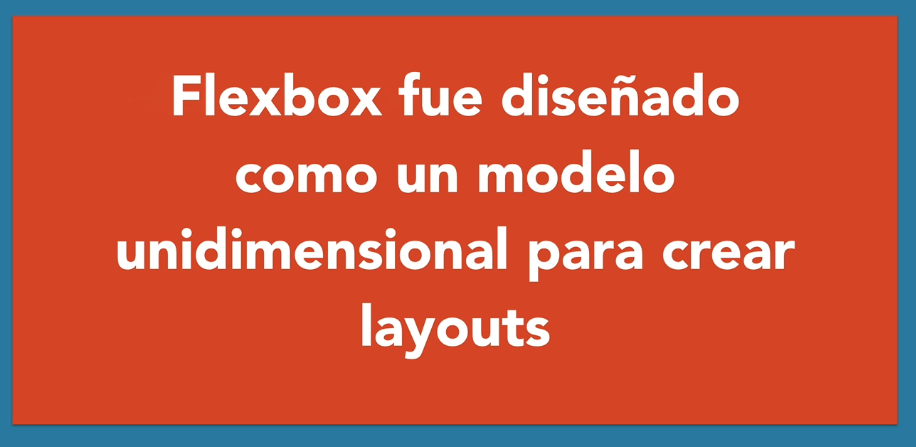 Flexbox fue diseñado
como un modelo
unidimensional para crear
layouts